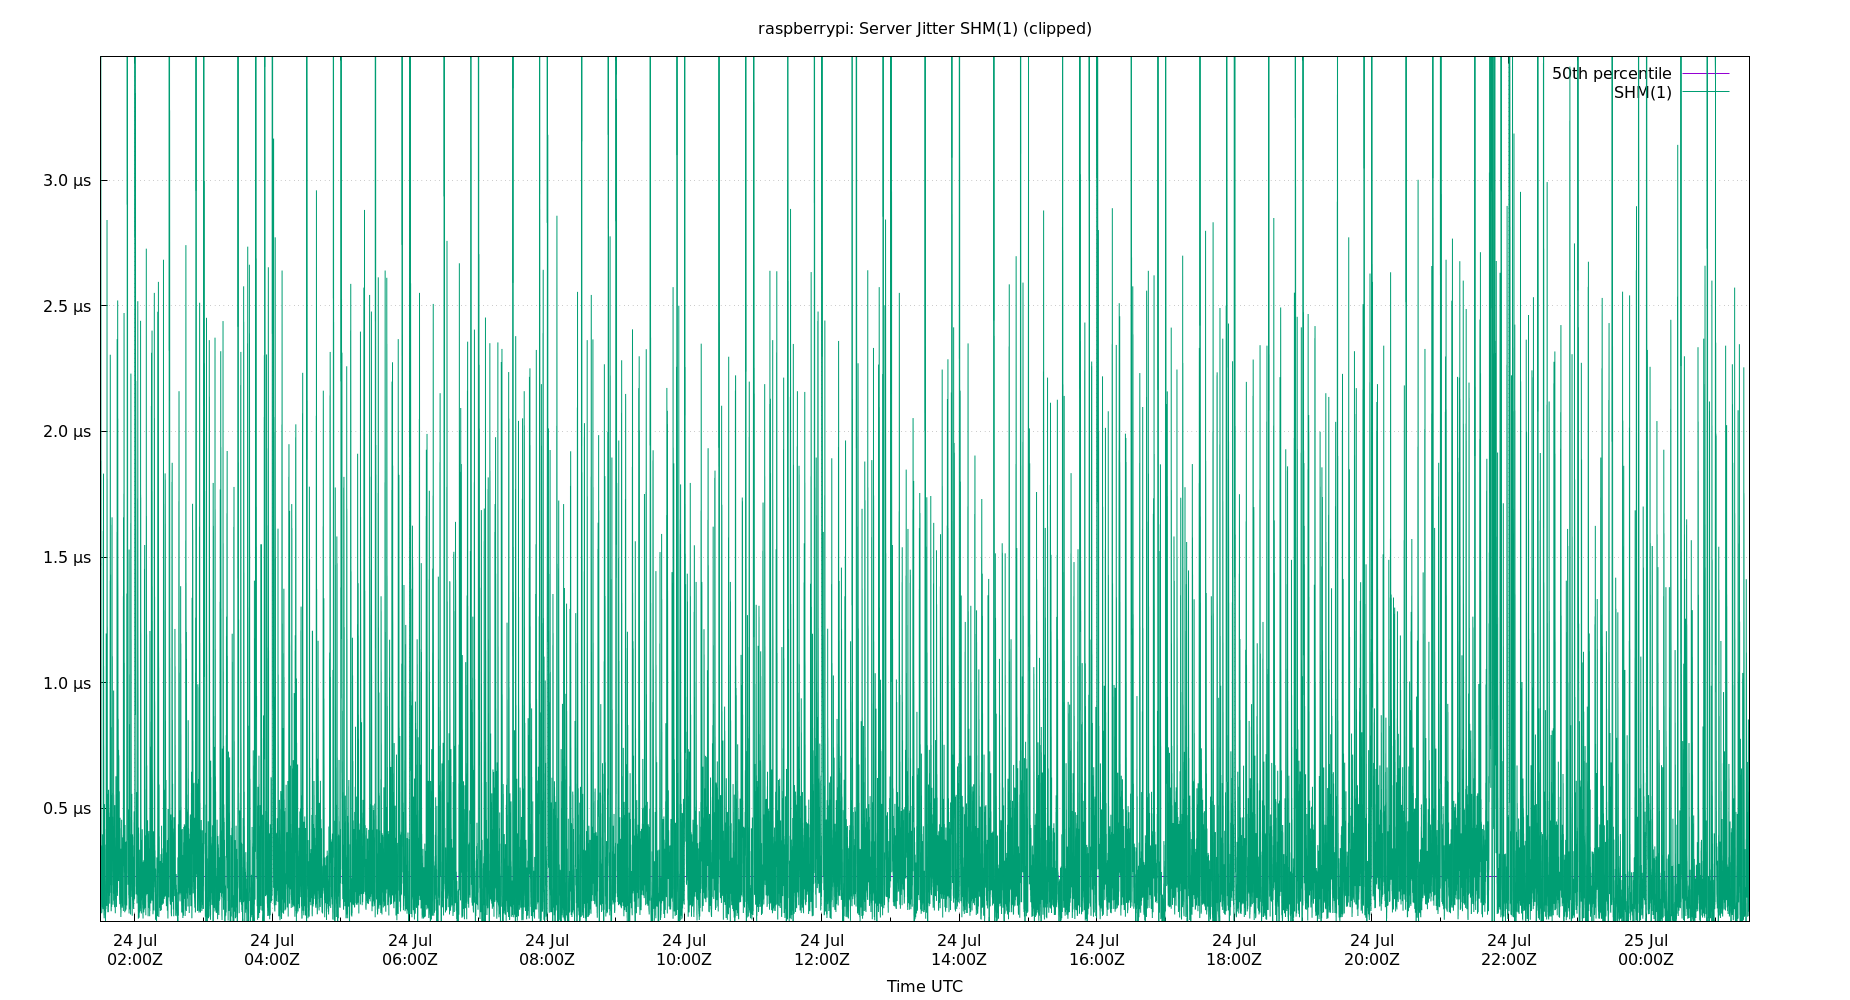 raspberrypi: Server Jitter SHM(1) (clipped)
50th percentile
SHM(1)
3.0 µs
2.5 µs
2.0 µs
1.5 µs
1.0 µs
0.5 µs
24 Jul 24 Jul 24 Jul 24 Jul 24 Jul 24 Jul 24 Jul 24 Jul 24 Jul 24 Jul 24 Jul 25 Jul
02:00Z 04:00Z 06:00Z 08:00Z 10:00Z 12:00Z 14:00Z 16:00Z 18:00Z 20:00Z 22:00Z 00:00Z
Time UTC